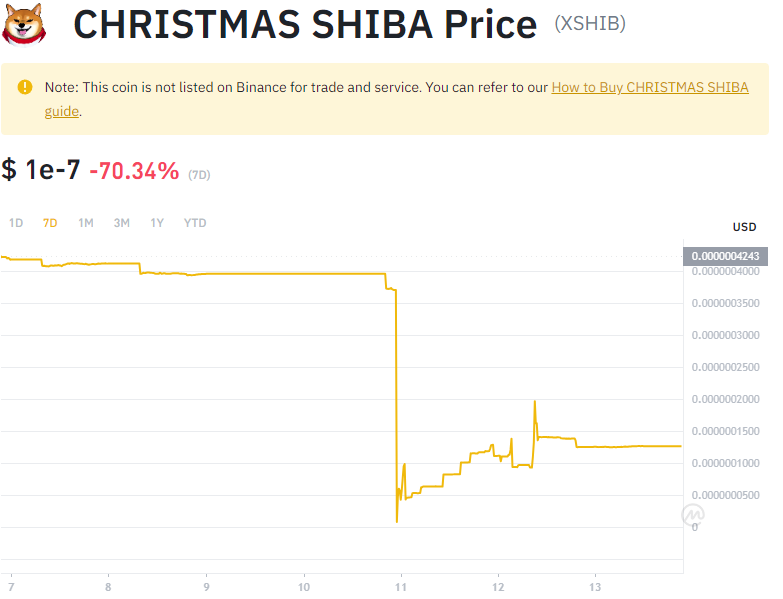 CHRISTMAS SHIBA Price (XSHIB)
Note: This coin is not listed on Binance for trade and service. You can refer to our How to Buy CHRISTMAS SHIBA
guide.
$ 1e-7 -70.34% (7D)
1D 7D 1M 3M 1Y YTD
USD
0.0000004243
0.0000004000
0.0000003500
0.0000003000
0.0000002500
0.0000002000
0.0000001500
0.0000001000
0.0000000500
0
7 8 9 10 11 12 13